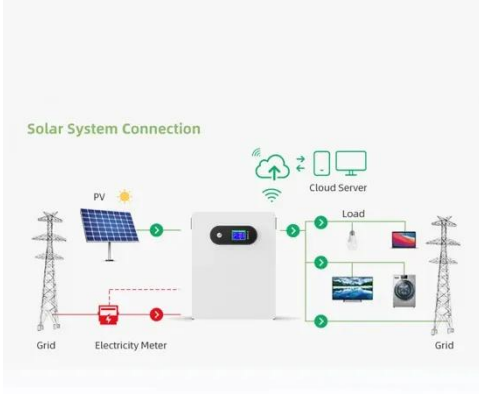 Solar System Connection
Cloud Server
PV
Load
Grid
Electricity Meter
Grid